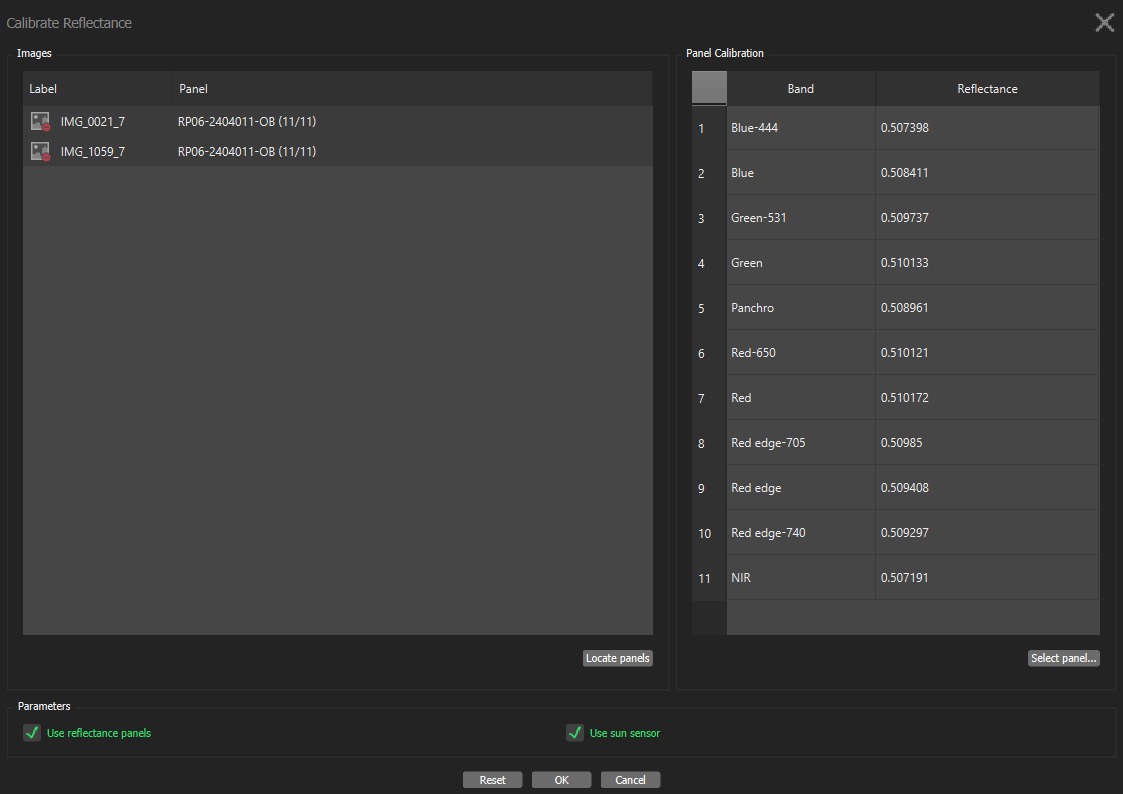 Calibrate Reflectance
Images
Label Panel
IMG_0021_7 RP06-2404011-OB (11/11)
IMG_1059_7 RP06-2404011-OB (11/11)
Locate panels
Panel Calibration
Band Reflectance
1 Blue-444 0.507398
2 Blue 0.508411
3 Green-531 0.509737
4 Green 0.510133
5 Panchro 0.508961
6 Red-650 0.510121
7 Red 0.510172
8 Red edge-705 0.50985
9 Red edge 0.509408
10 Red edge-740 0.509297
11 NIR 0.507191
Select panel...
Parameters
Use reflectance panels Use sun sensor
Reset OK Cancel